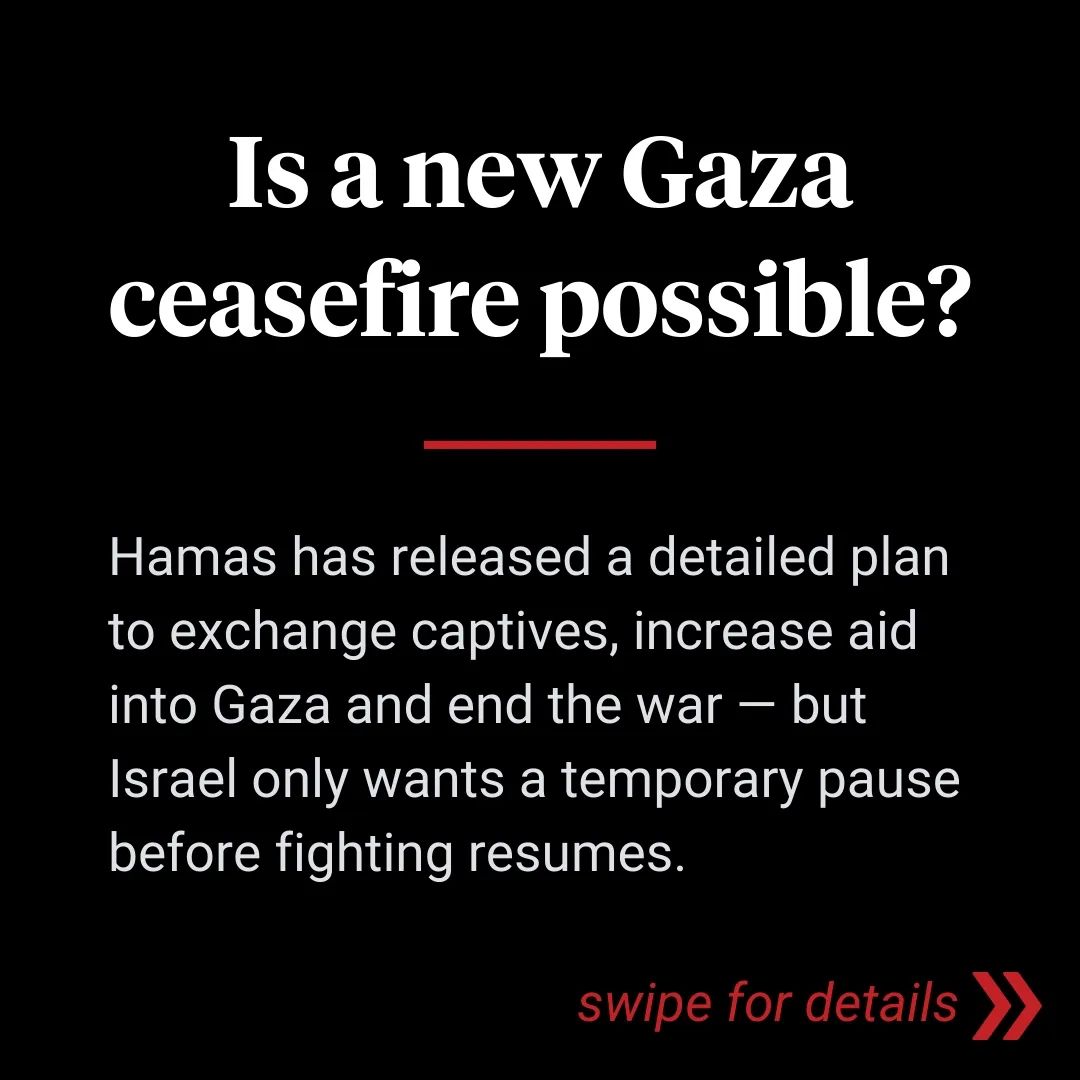 Is a new Gaza
ceasefire possible?
Hamas has released a detailed plan
to exchange captives, increase aid
into Gaza and end the war — but
Israel only wants a temporary pause
before fighting resumes.
swipe for details